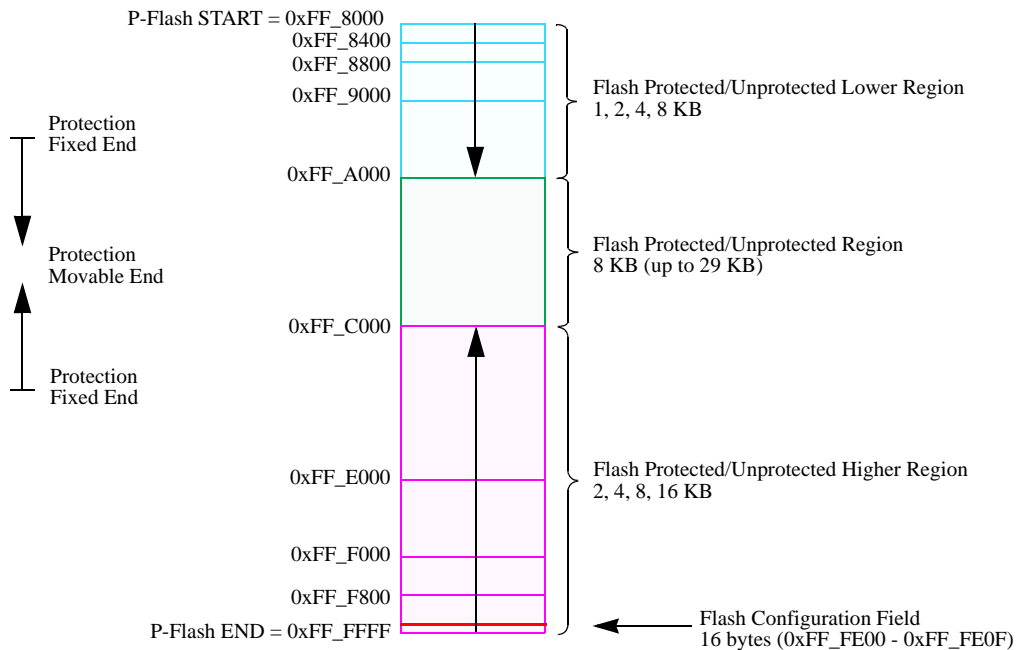 P-Flash START = 0xFF_8000
0xFF_8400
0xFF_8800
0xFF_9000
Flash Protected/Unprotected Lower Region
1, 2, 4, 8 KB
Protection
Fixed End
0xFF_A000
Flash Protected/Unprotected Region
8 KB (up to 29 KB)
Protection
Movable End
0xFF_C000
Protection
Fixed End
0xFF_E000
Flash Protected/Unprotected Higher Region
2, 4, 8, 16 KB
0xFF_F000
0xFF_F800
P-Flash END = 0xFF_FFFF
Flash Configuration Field
16 bytes (0xFF_FE00 - 0xFF_FE0F)